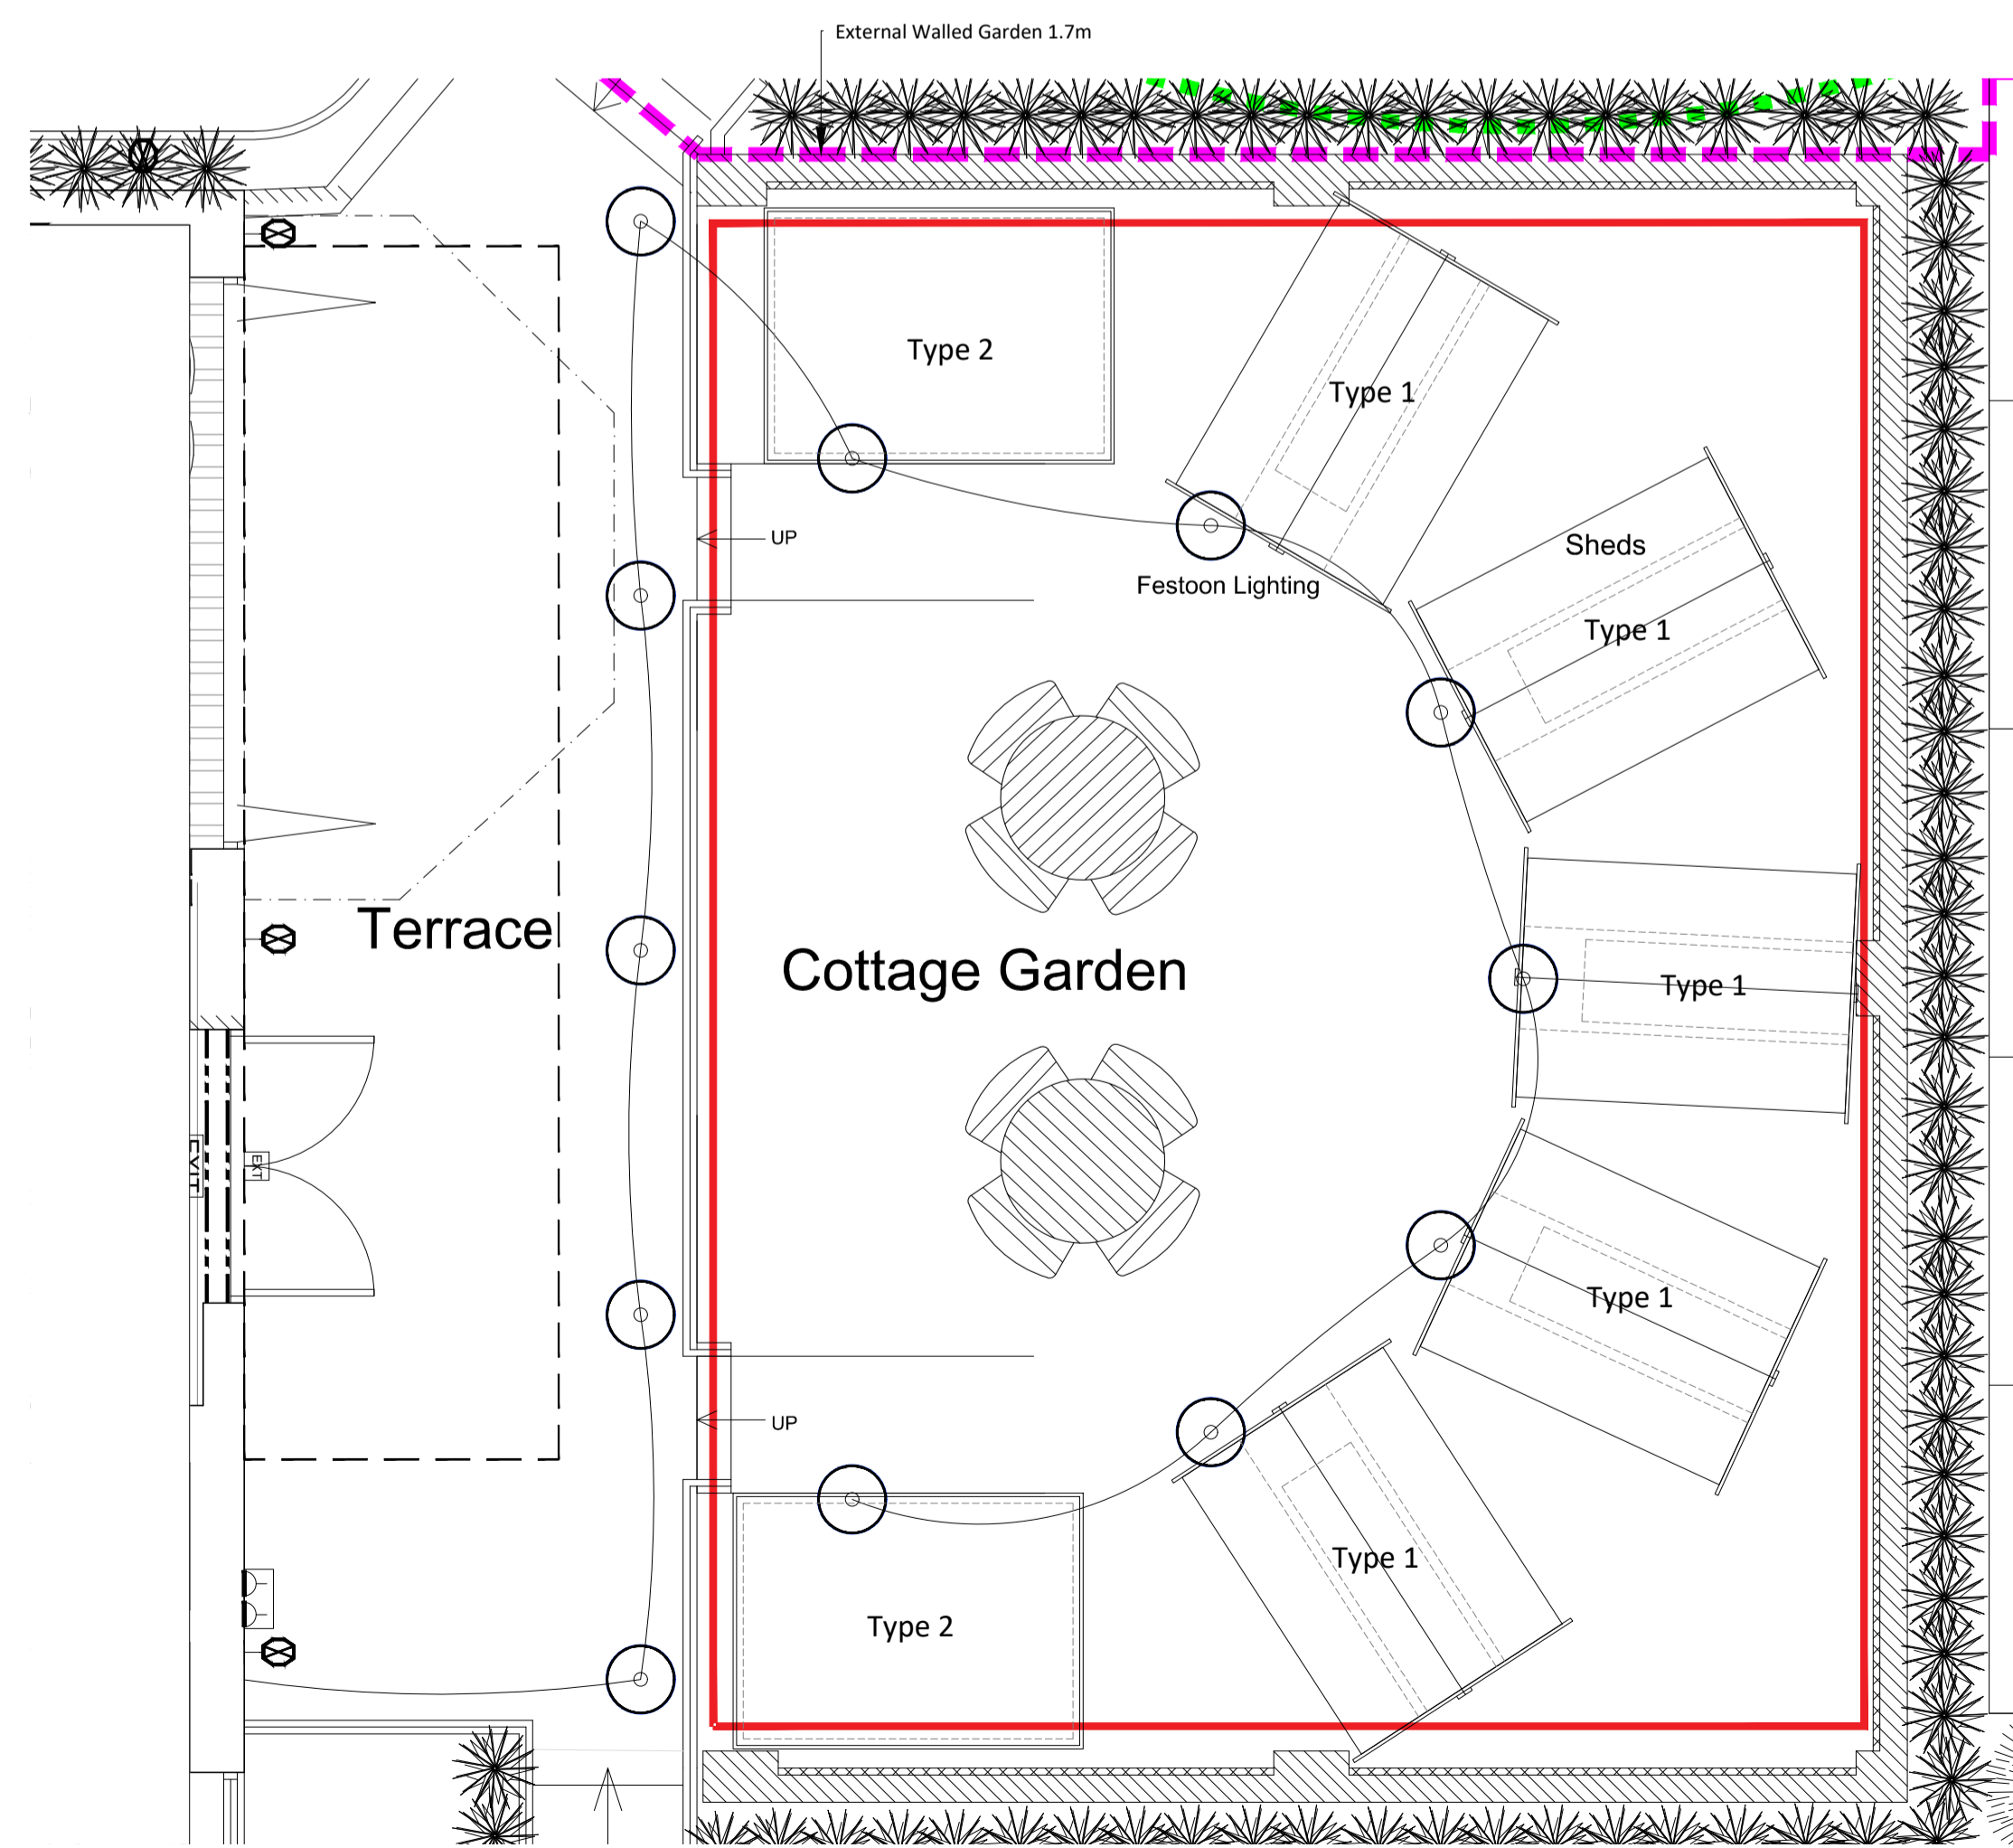 External Walled Garden 1.7m
Type 2
Type 1
Sheds
UP
Festoon Lighting
Type 1
Terrace
Cottage Garden
Type 1
EXIT
EXT
Type 1
UP
Type 1
Type 2